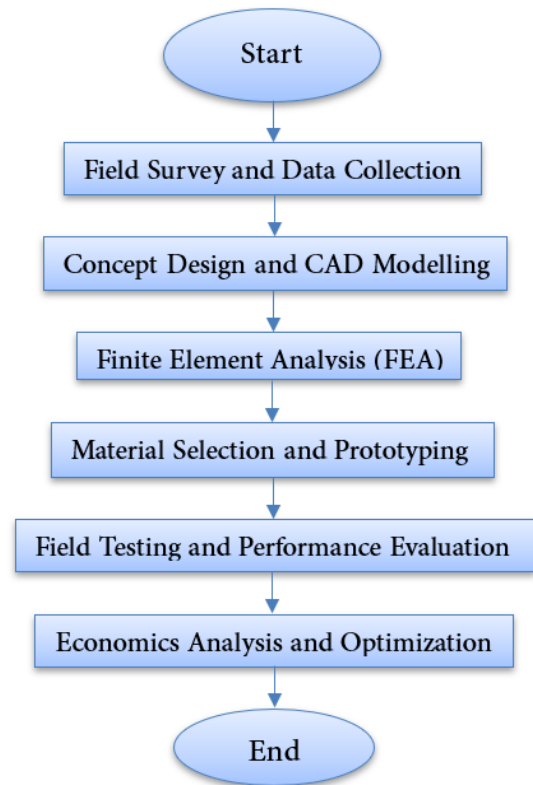 Start
Field Survey and Data Collection
Concept Design and CAD Modelling
Finite Element Analysis (FEA)
Material Selection and Prototyping
Field Testing and Performance Evaluation
Economics Analysis and Optimization
End